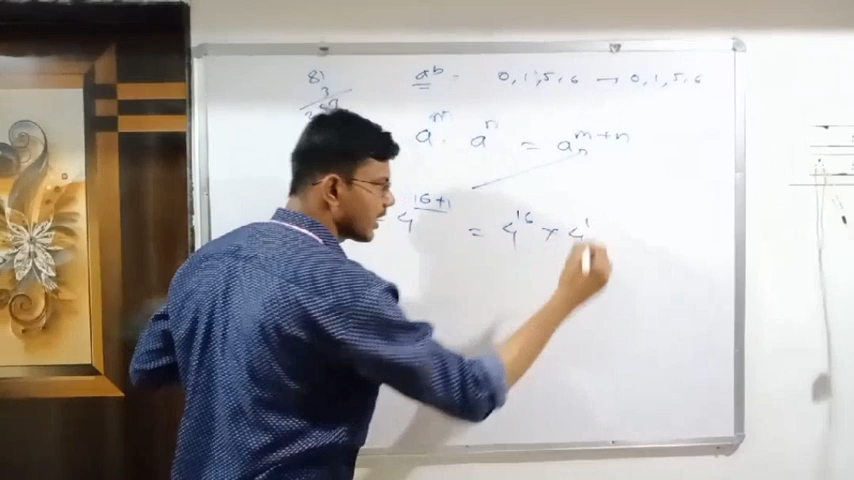 81
3
a^b = 0,1,5,6 → 0,1,5,6
a^m · a^n = a^{m+n}
4^{16+1} = 4^{16} × 4^1